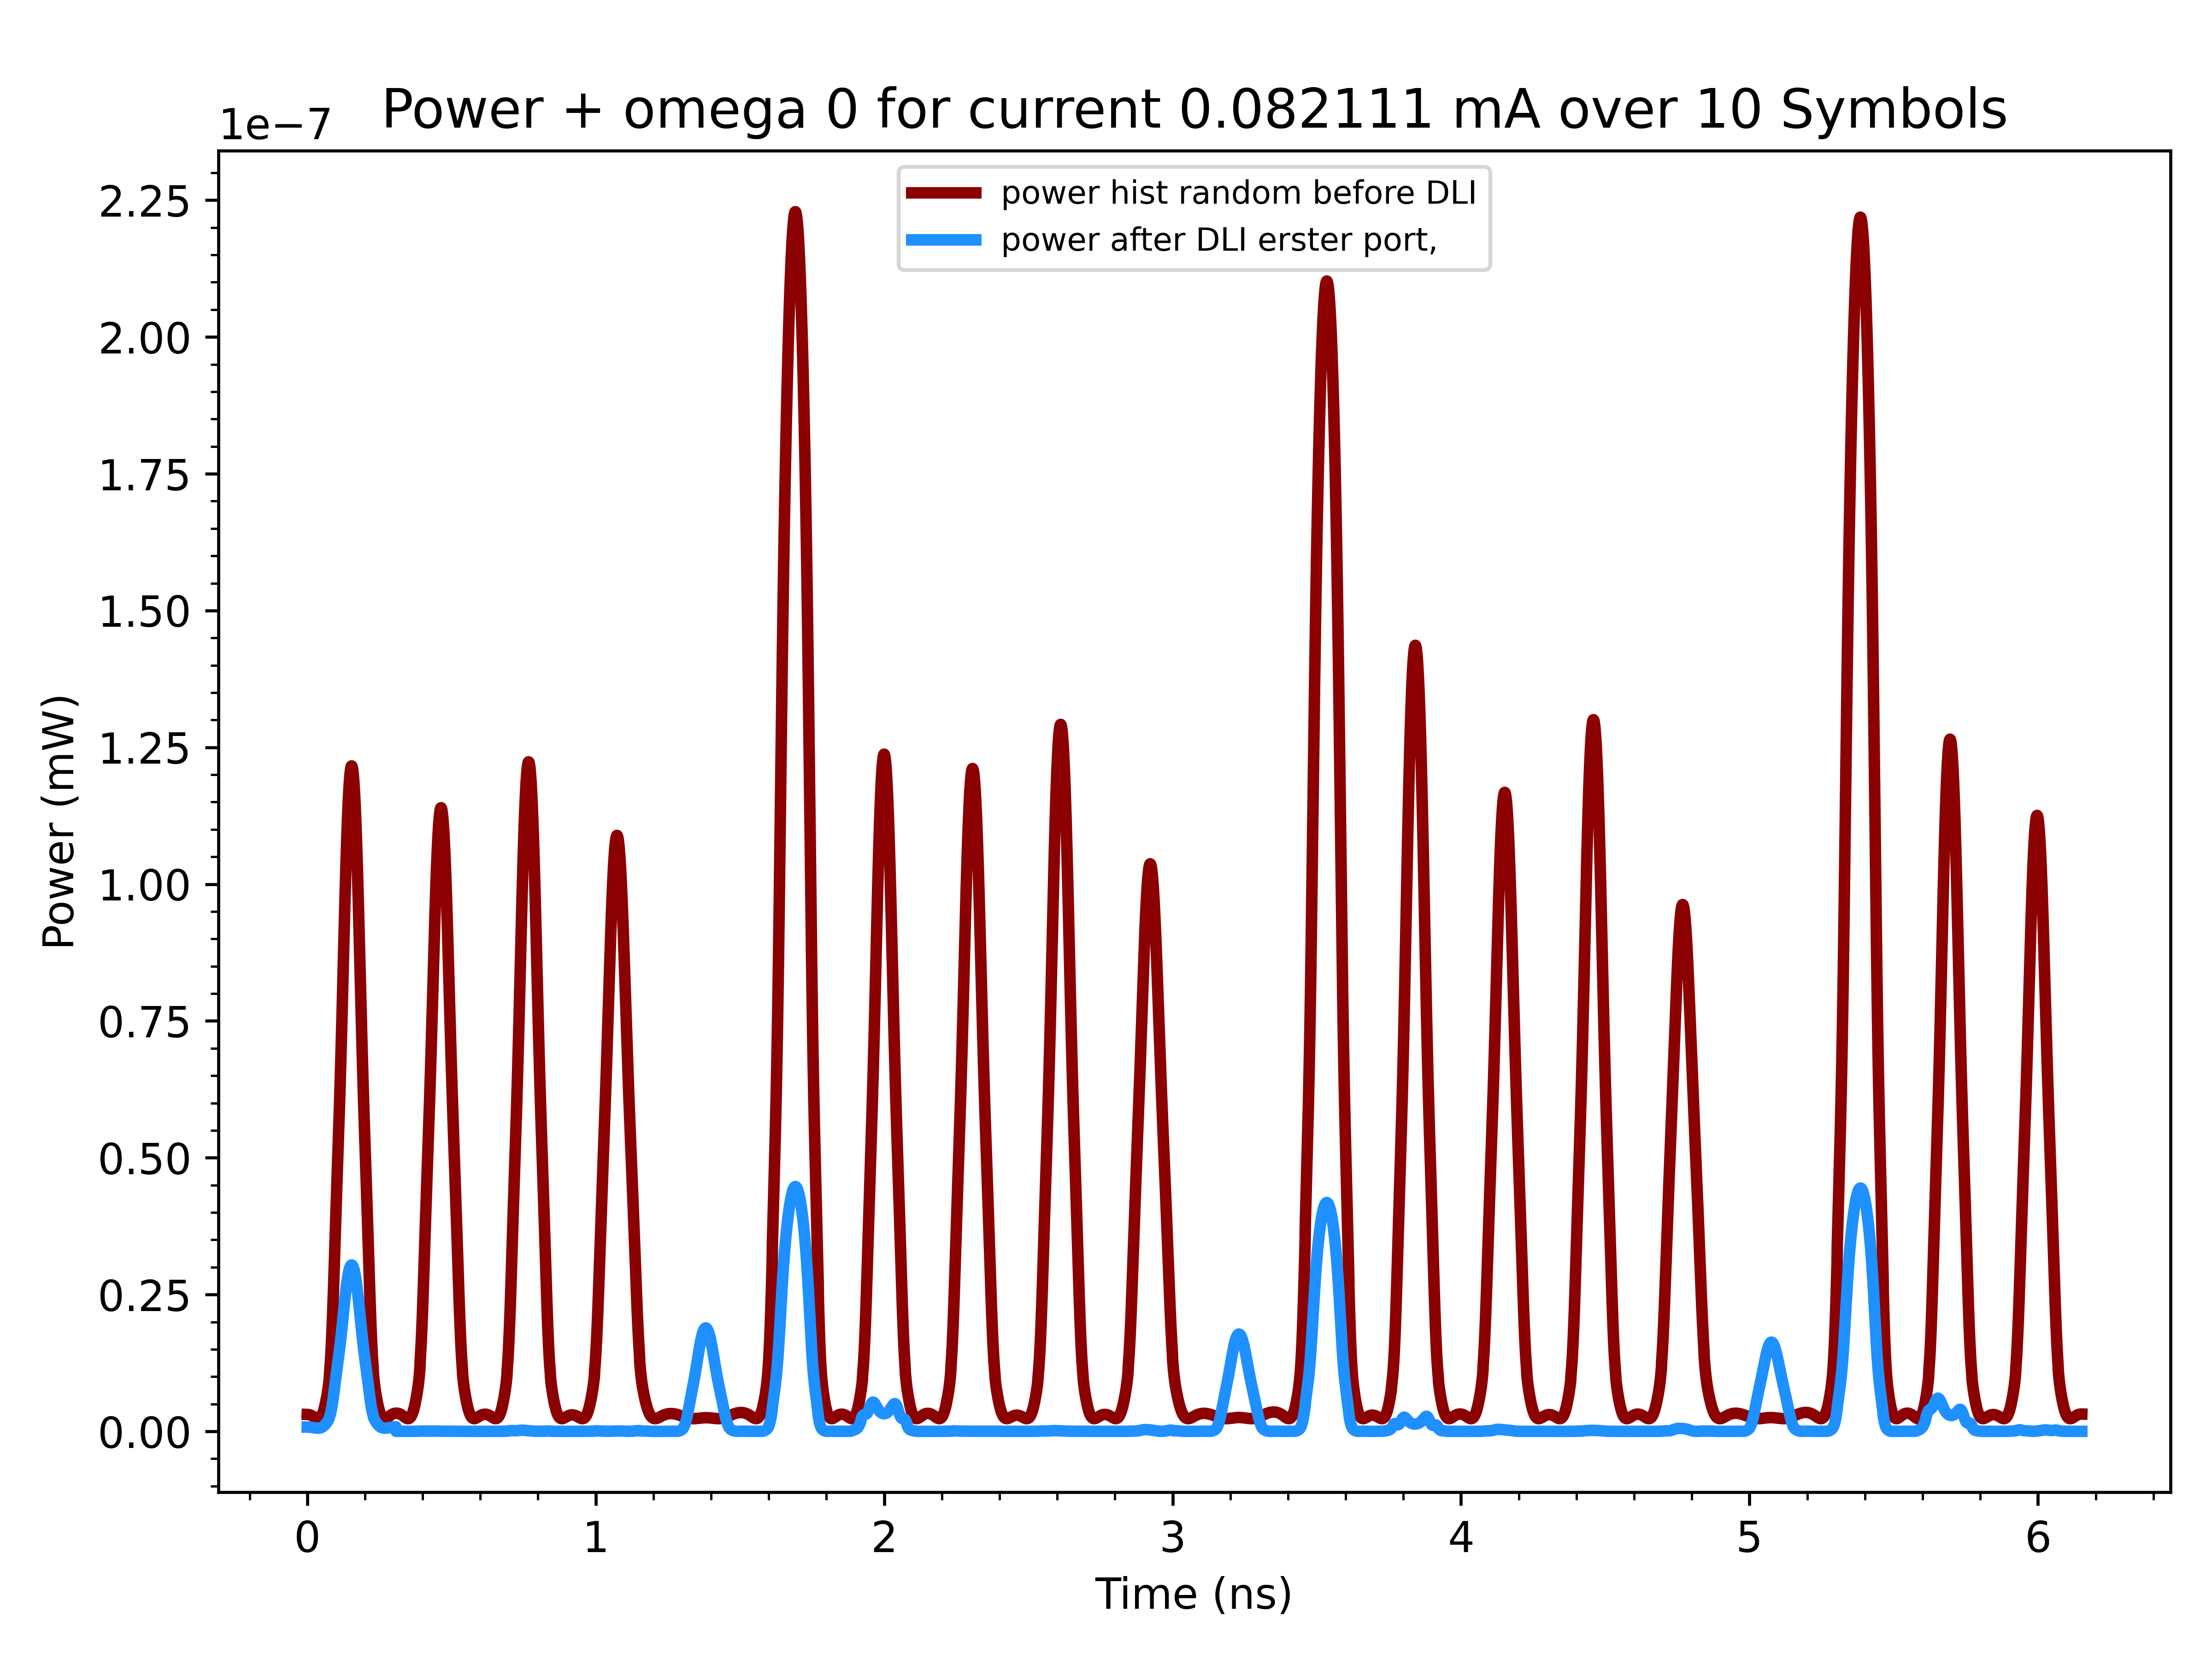 Power + omega 0 for current 0.082111 mA over 10 Symbols
1e−7
power hist random before DLI
power after DLI erster port,
2.25
2.00
1.75
1.50
1.25
1.00
0.75
0.50
0.25
0.00
Power (mW)
0 1 2 3 4 5 6
Time (ns)